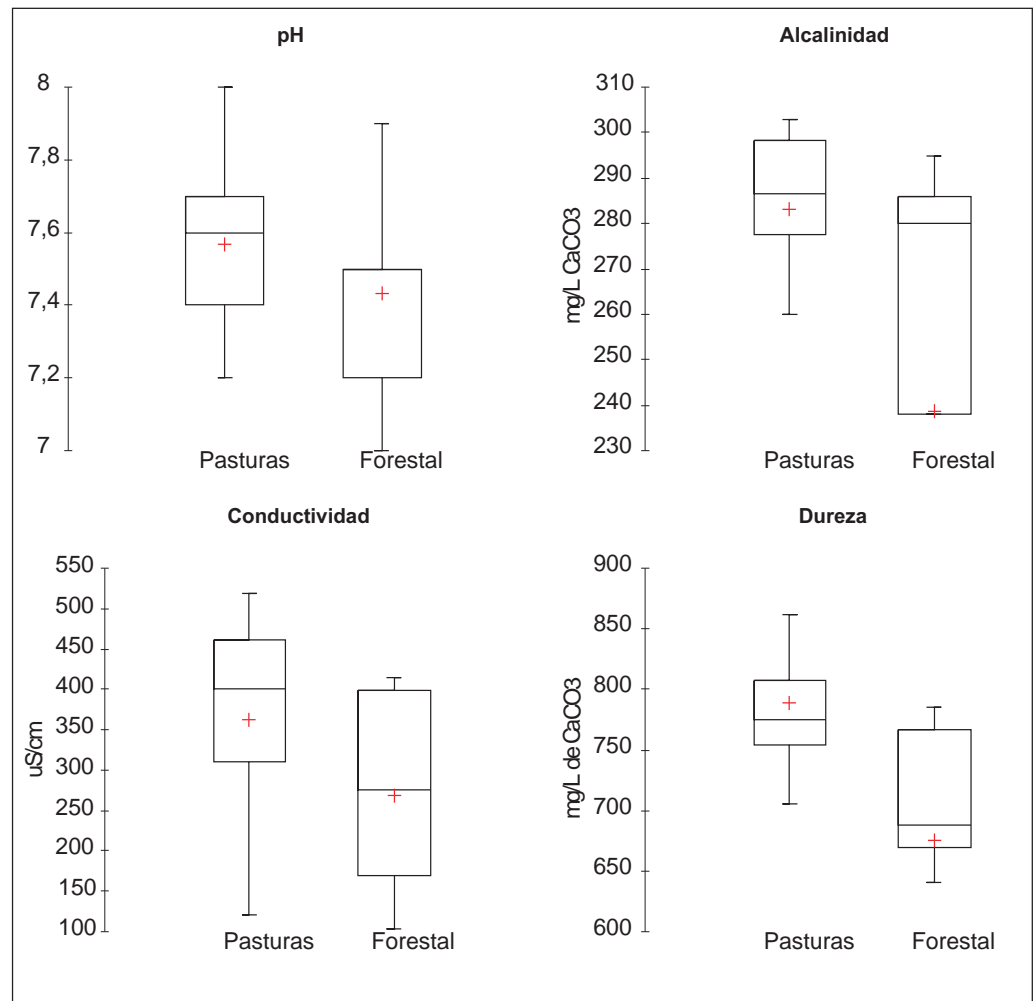 pH
8
7,8
7,6
7,4
7,2
7
Pasturas
Forestal
Alcalinidad
mg/L CaCO3
310
300
290
280
270
260
250
240
230
Pasturas
Forestal
Conductividad
uS/cm
550
500
450
400
350
300
250
200
150
100
Pasturas
Forestal
Dureza
mg/L de CaCO3
900
850
800
750
700
650
600
Pasturas
Forestal